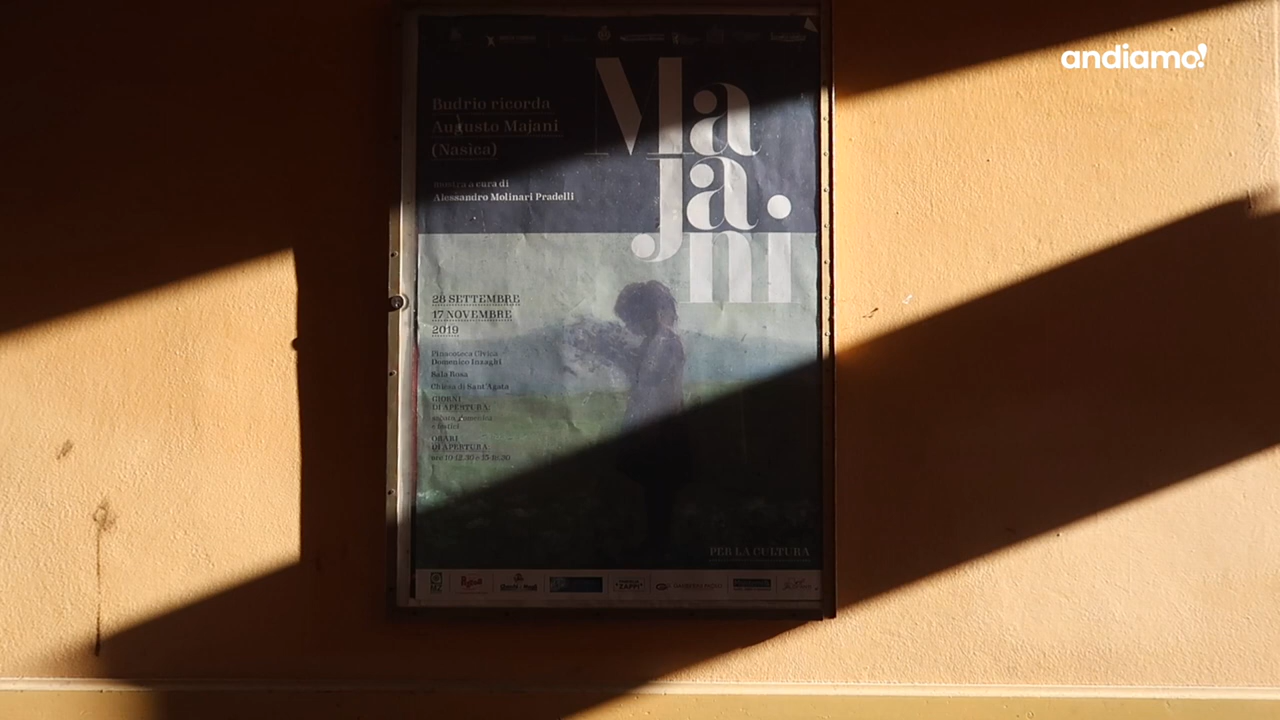 andiamo!
Ma
ja
ni
Budrio ricorda
Augusto Majani
(Nasica)
mostra a cura di
Alessandro Molinari Pradelli
28 SETTEMBRE
17 NOVEMBRE
2019
Pinacoteca Civica
Domenico Inzaghi
Sala Rosa
Chiesa di Sant'Agata
GIORNI
DI APERTURA
sabato, domenica
e festivi
ORARI
DI APERTURA
ore 10-12.30 e 15-18.30
PER LA CULTURA
"ZAPPI"